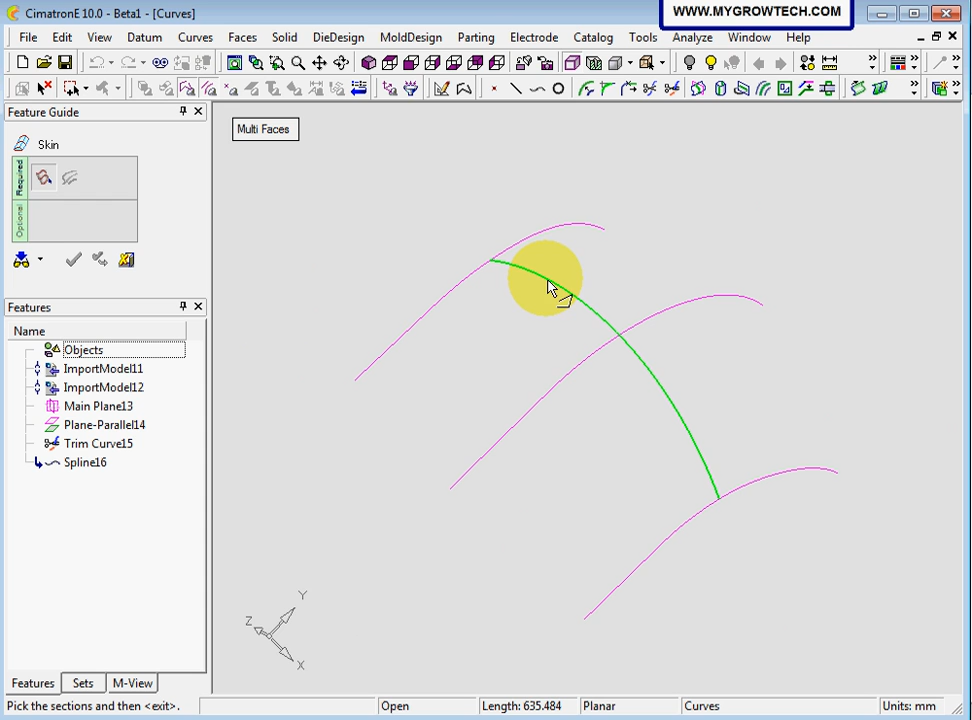 CimatronE 10.0 - Beta1 - [Curves]
WWW.MYGROWTECH.COM
File Edit View Datum Curves Faces Solid DieDesign MoldDesign Parting Electrode Catalog Tools Analyze Window Help
Feature Guide
Multi Faces
Skin
Required
Optional
Features
Name
Objects
ImportModel11
ImportModel12
Main Plane13
Plane-Parallel14
Trim Curve15
Spline16
Y
Z
X
Features Sets M-View
Pick the sections and then <exit>. Open Length: 635.484 Planar Curves Units: mm